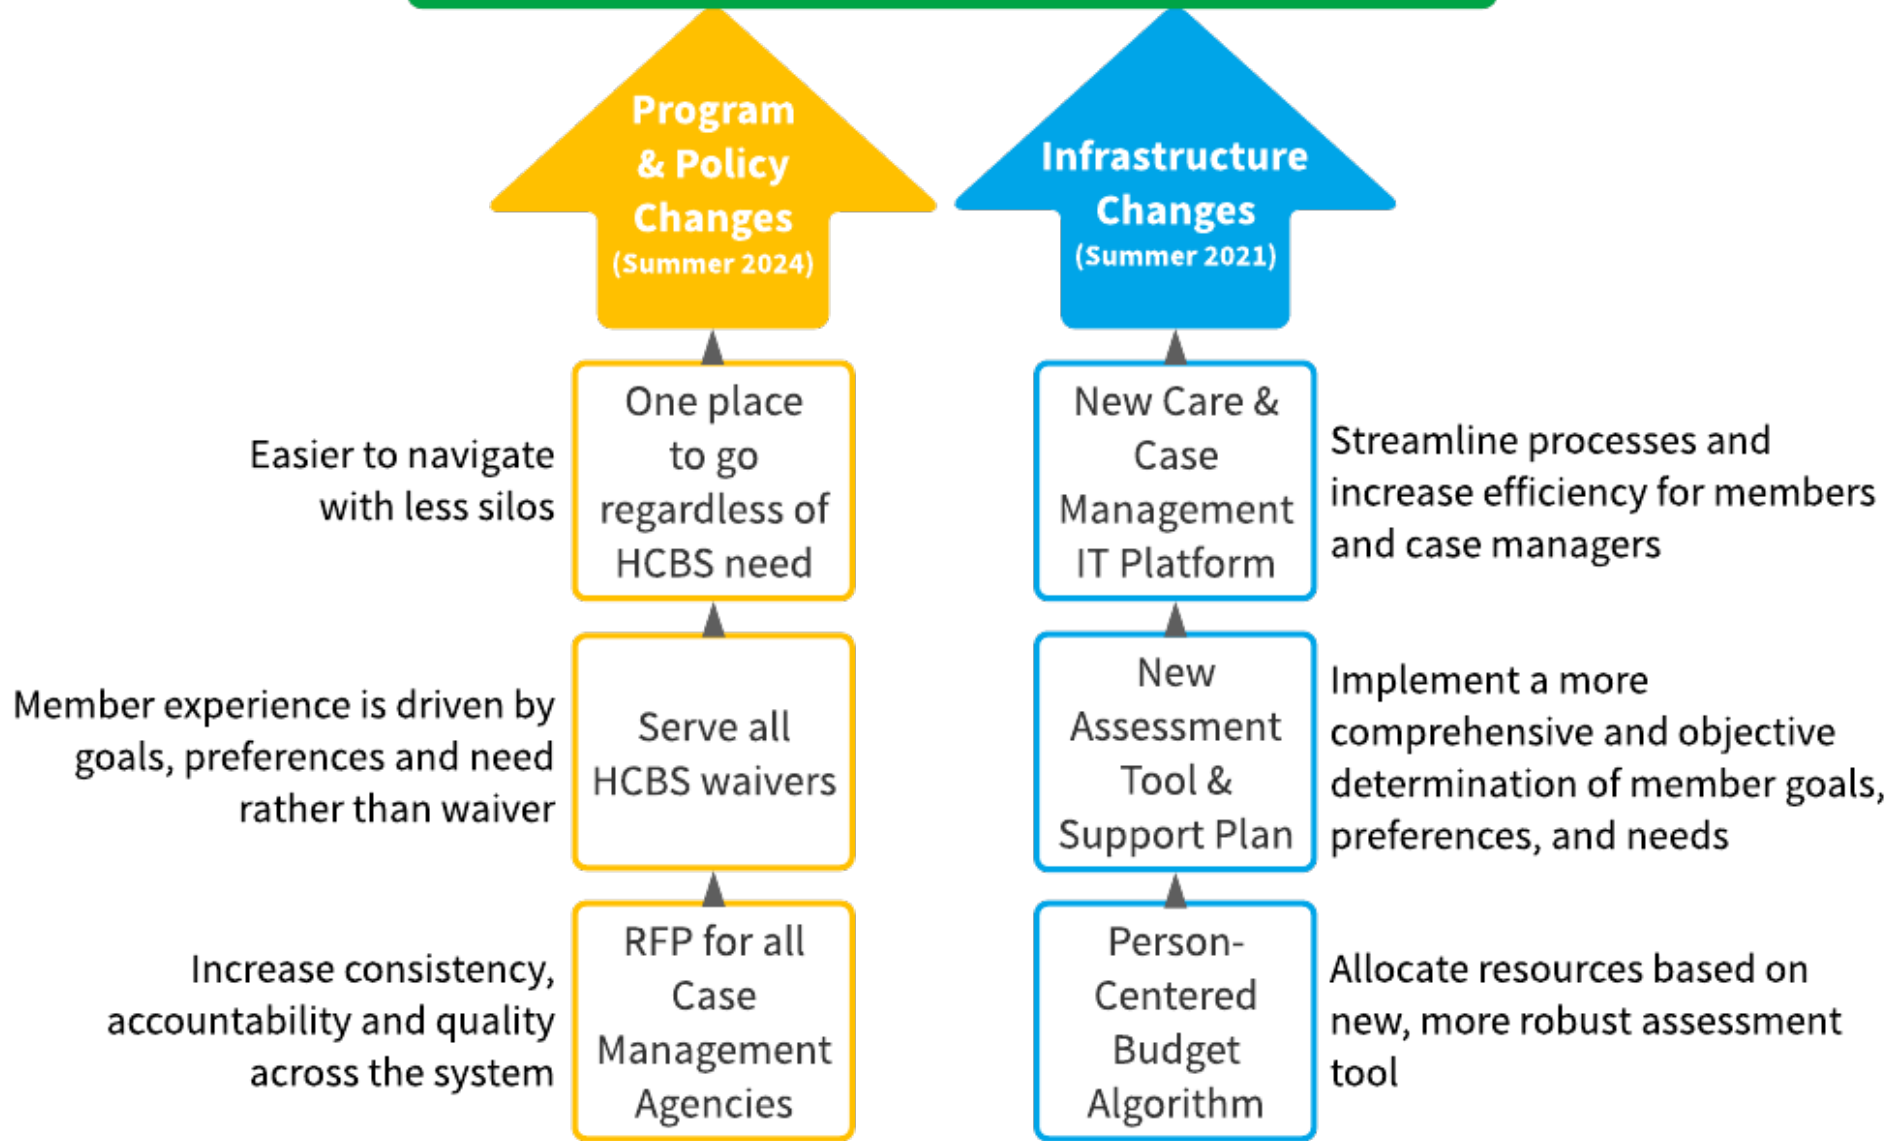 Program
& Policy
Changes
(Summer 2024)
Infrastructure
Changes
(Summer 2021)
Easier to navigate
with less silos
One place
to go
regardless of
HCBS need
New Care &
Case
Management
IT Platform
Streamline processes and
increase efficiency for members
and case managers
Member experience is driven by
goals, preferences and need
rather than waiver
Serve all
HCBS waivers
New
Assessment
Tool &
Support Plan
Implement a more
comprehensive and objective
determination of member goals,
preferences, and needs
Increase consistency,
accountability and quality
across the system
RFP for all
Case
Management
Agencies
Person-
Centered
Budget
Algorithm
Allocate resources based on
new, more robust assessment
tool